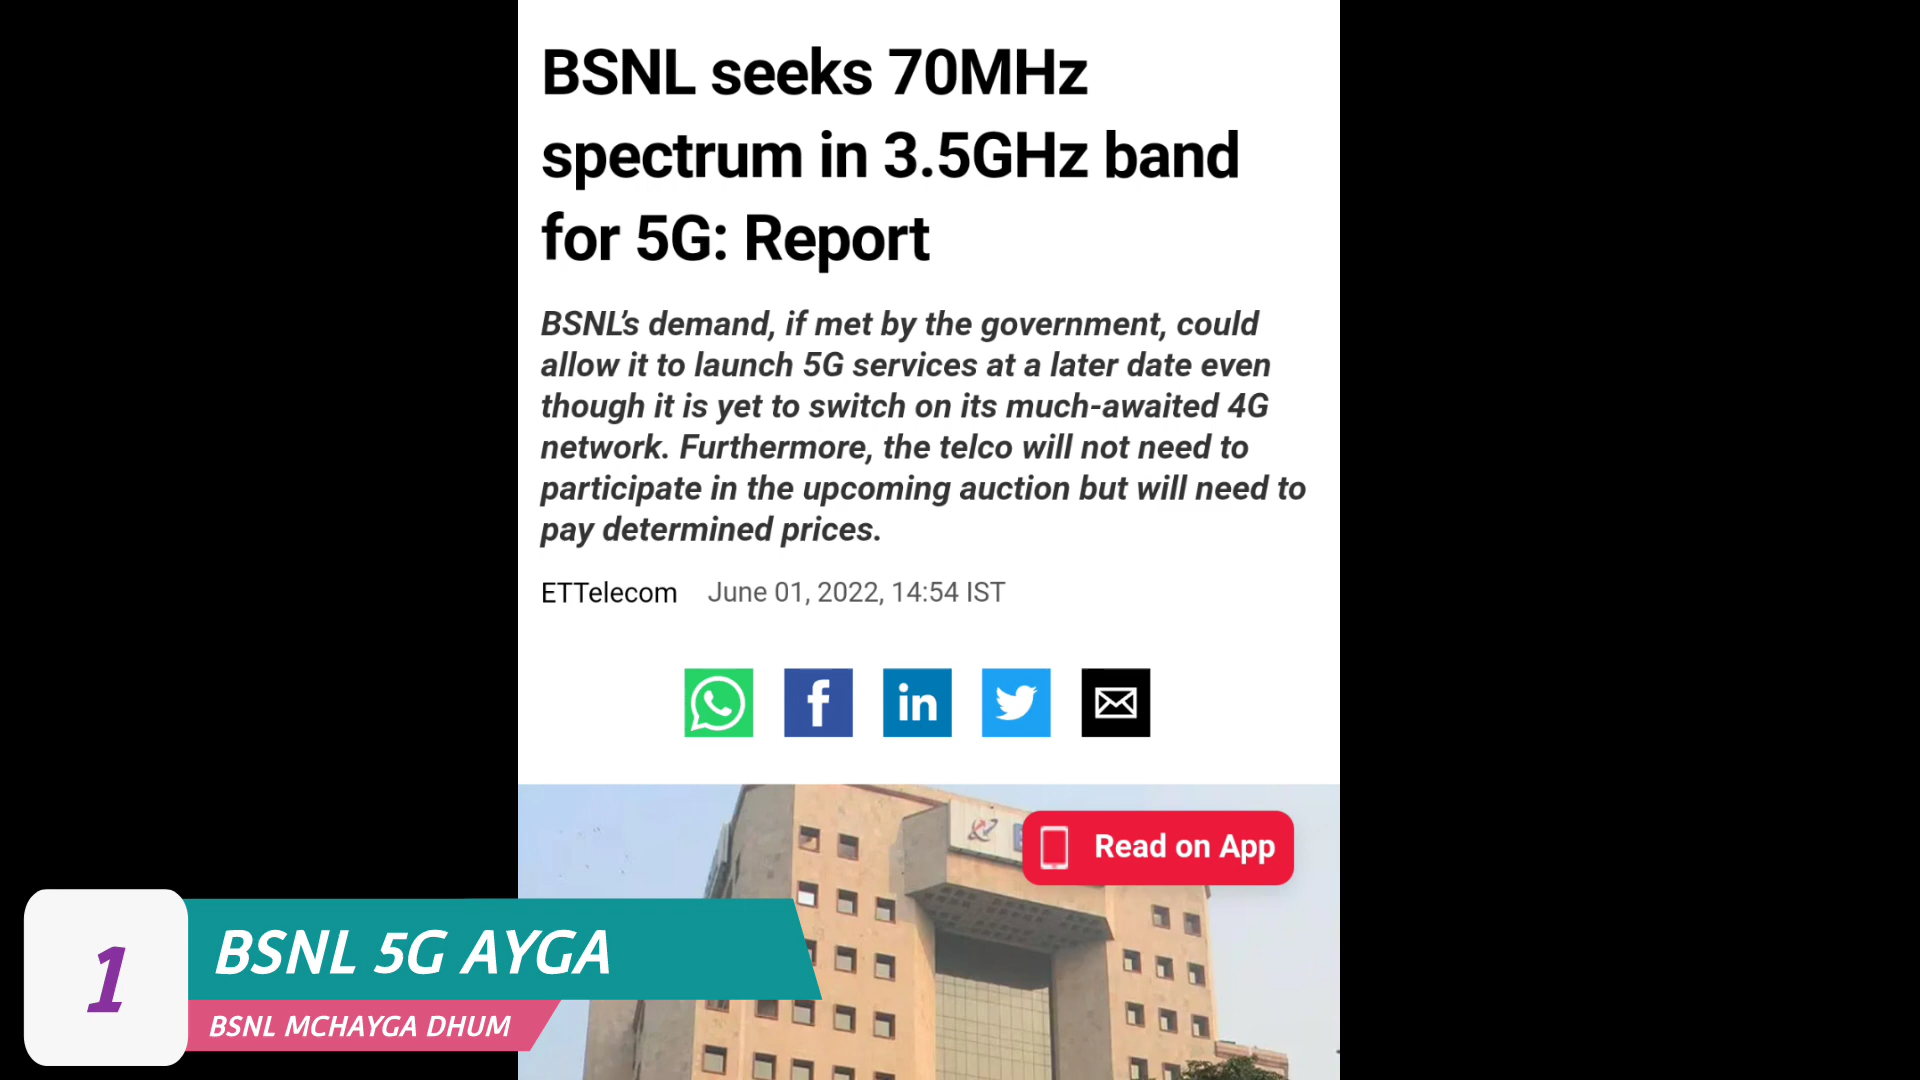 BSNL seeks 70MHz
spectrum in 3.5GHz band
for 5G: Report
BSNL's demand, if met by the government, could
allow it to launch 5G services at a later date even
though it is yet to switch on its much-awaited 4G
network. Furthermore, the telco will not need to
participate in the upcoming auction but will need to
pay determined prices.
ETTelecom June 01, 2022, 14:54 IST
Read on App
1
BSNL 5G AYGA
BSNL MCHAYGA DHUM